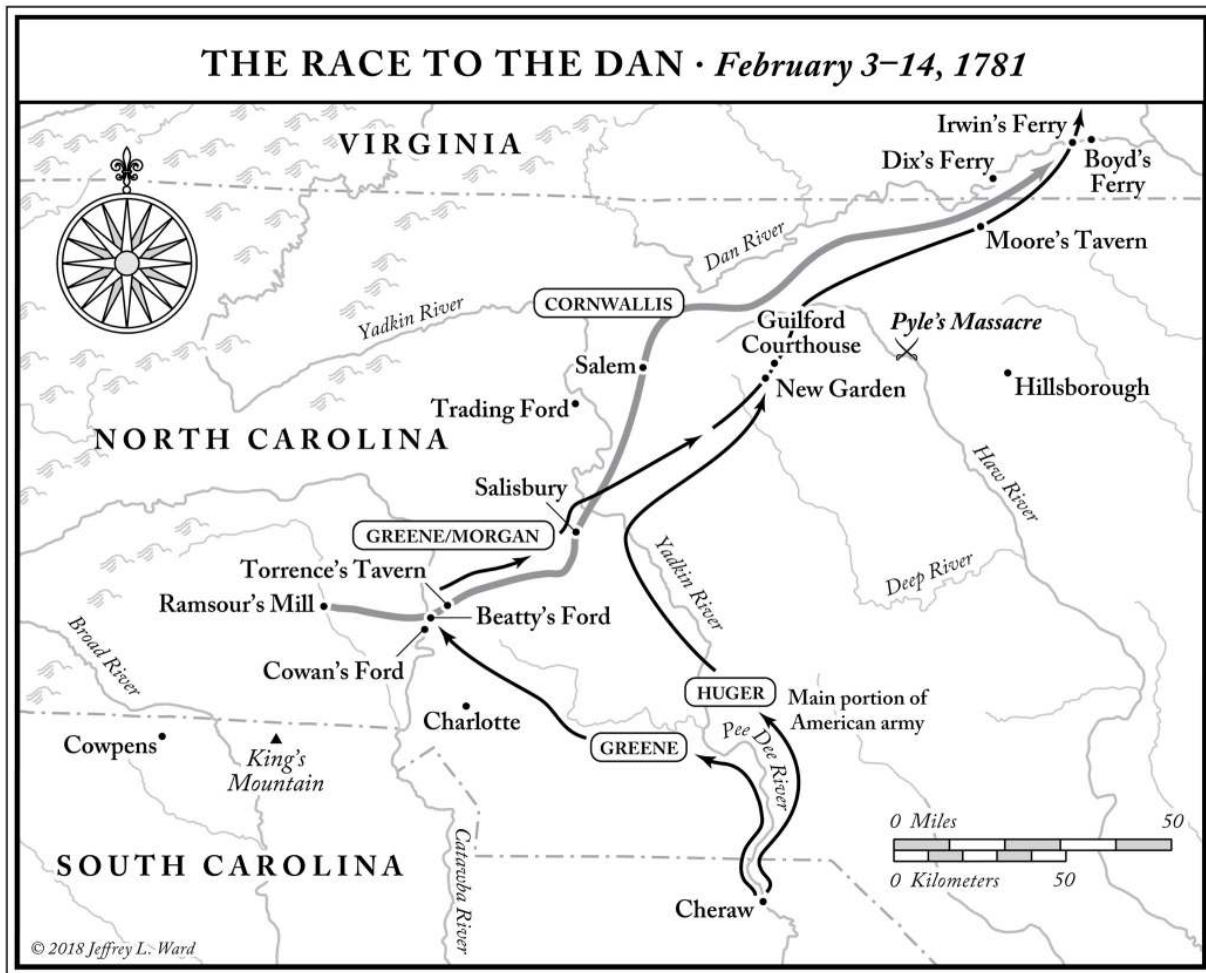 THE RACE TO THE DAN · February 3–14, 1781
VIRGINIA
Irwin's Ferry
Dix's Ferry
Boyd's
Ferry
Dan River
Moore's Tavern
CORNWALLIS
Yadkin River
Guilford
Courthouse
Pyle's Massacre
Salem
New Garden
Hillsborough
Trading Ford
NORTH CAROLINA
Haw River
Salisbury
GREENE/MORGAN
Yadkin River
Deep River
Torrence's Tavern
Ramsour's Mill
Beatty's Ford
Broad River
Cowan's Ford
HUGER
Main portion of
American army
Charlotte
Pee Dee River
Cowpens
GREENE
King's
Mountain
0 Miles 50
0 Kilometers 50
SOUTH CAROLINA
Catawba River
Cheraw
© 2018 Jeffrey L. Ward